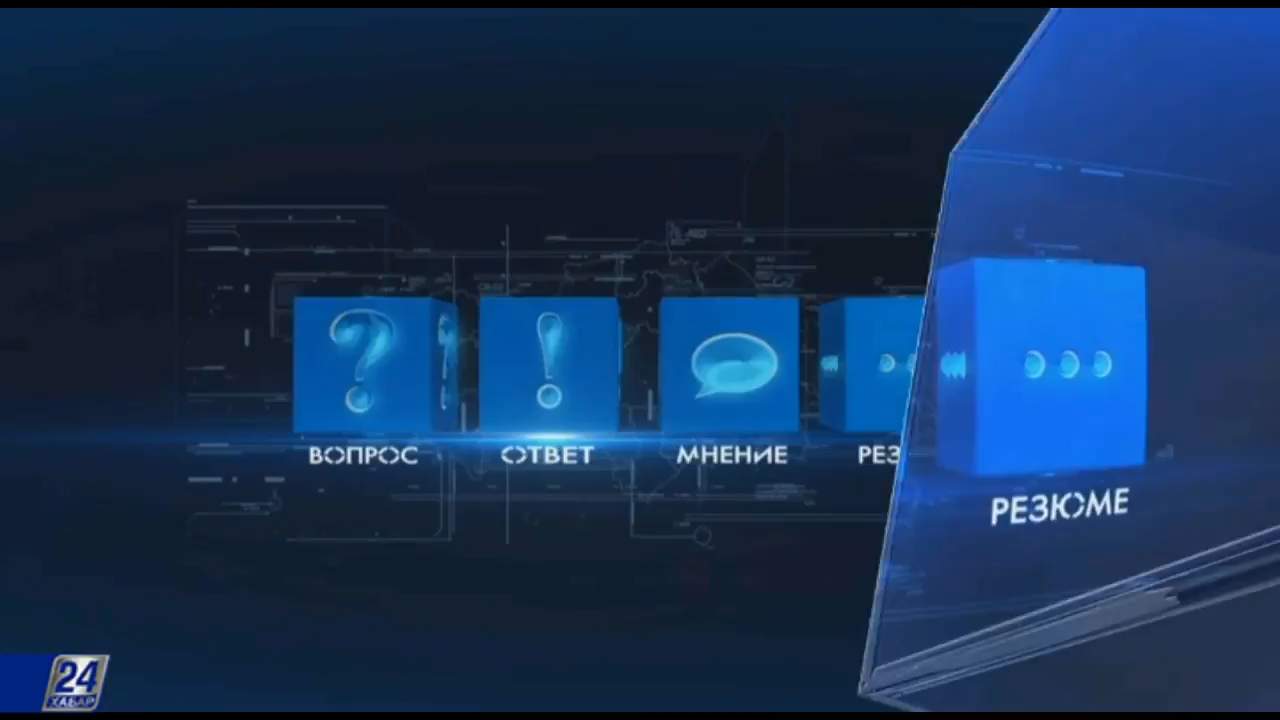 ВОПРОС
ОТВЕТ
МНЕНИЕ
РЕЗ
РЕЗЮМЕ
24
ХАБАР